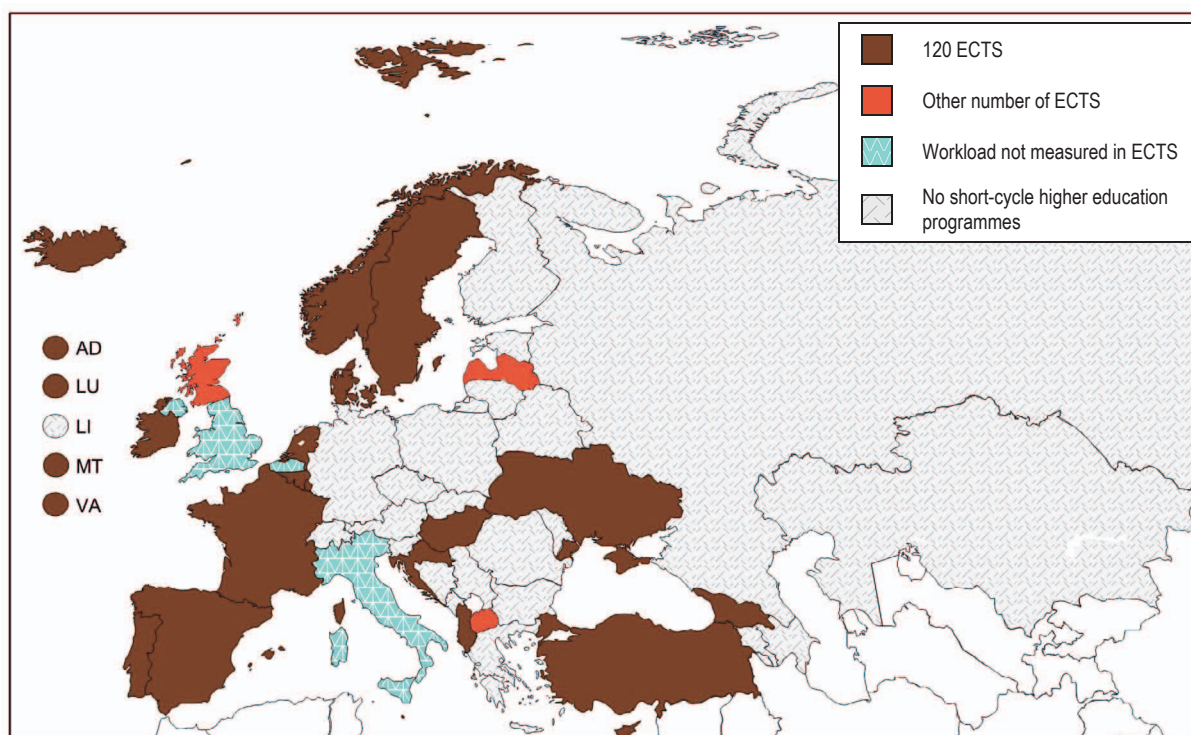 120 ECTS
Other number of ECTS
Workload not measured in ECTS
No short-cycle higher education
programmes
AD
LU
LI
MT
VA